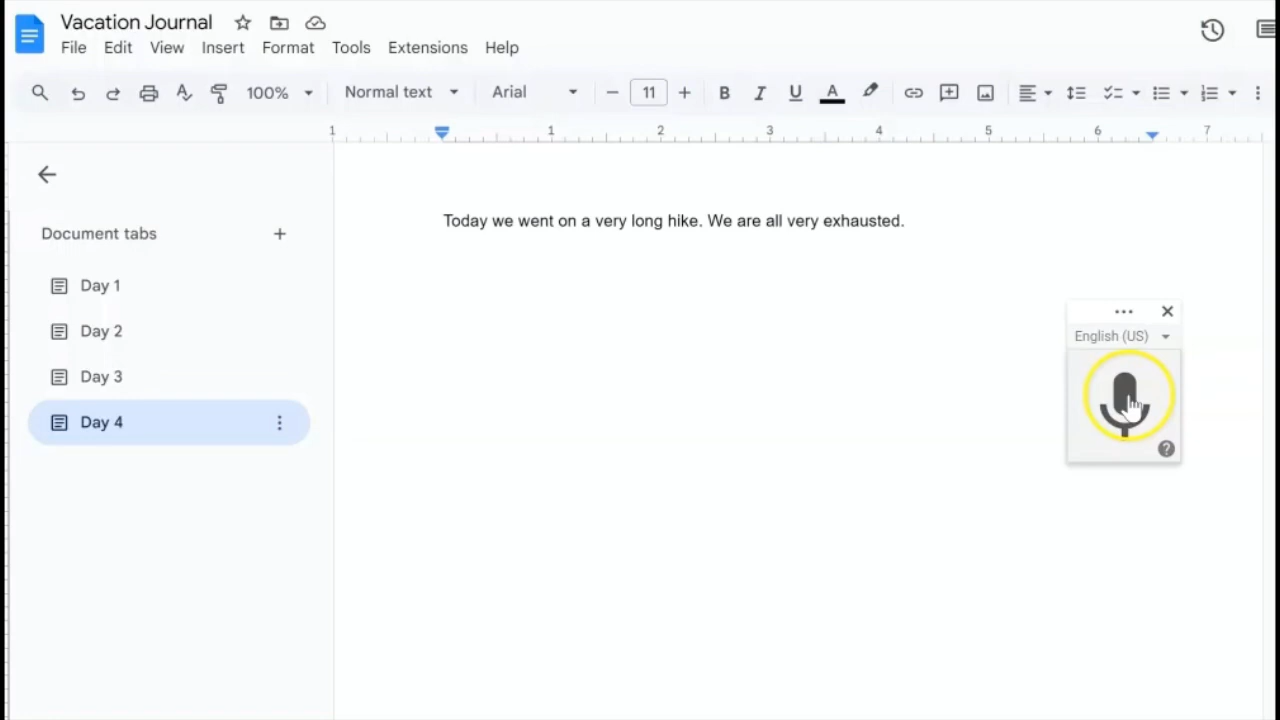 Vacation Journal
File Edit View Insert Format Tools Extensions Help
100% Normal text Arial 11 B I U A
1 1 2 3 4 5 6 7
Document tabs
Today we went on a very long hike. We are all very exhausted.
Day 1
Day 2
Day 3
Day 4
English (US)
?